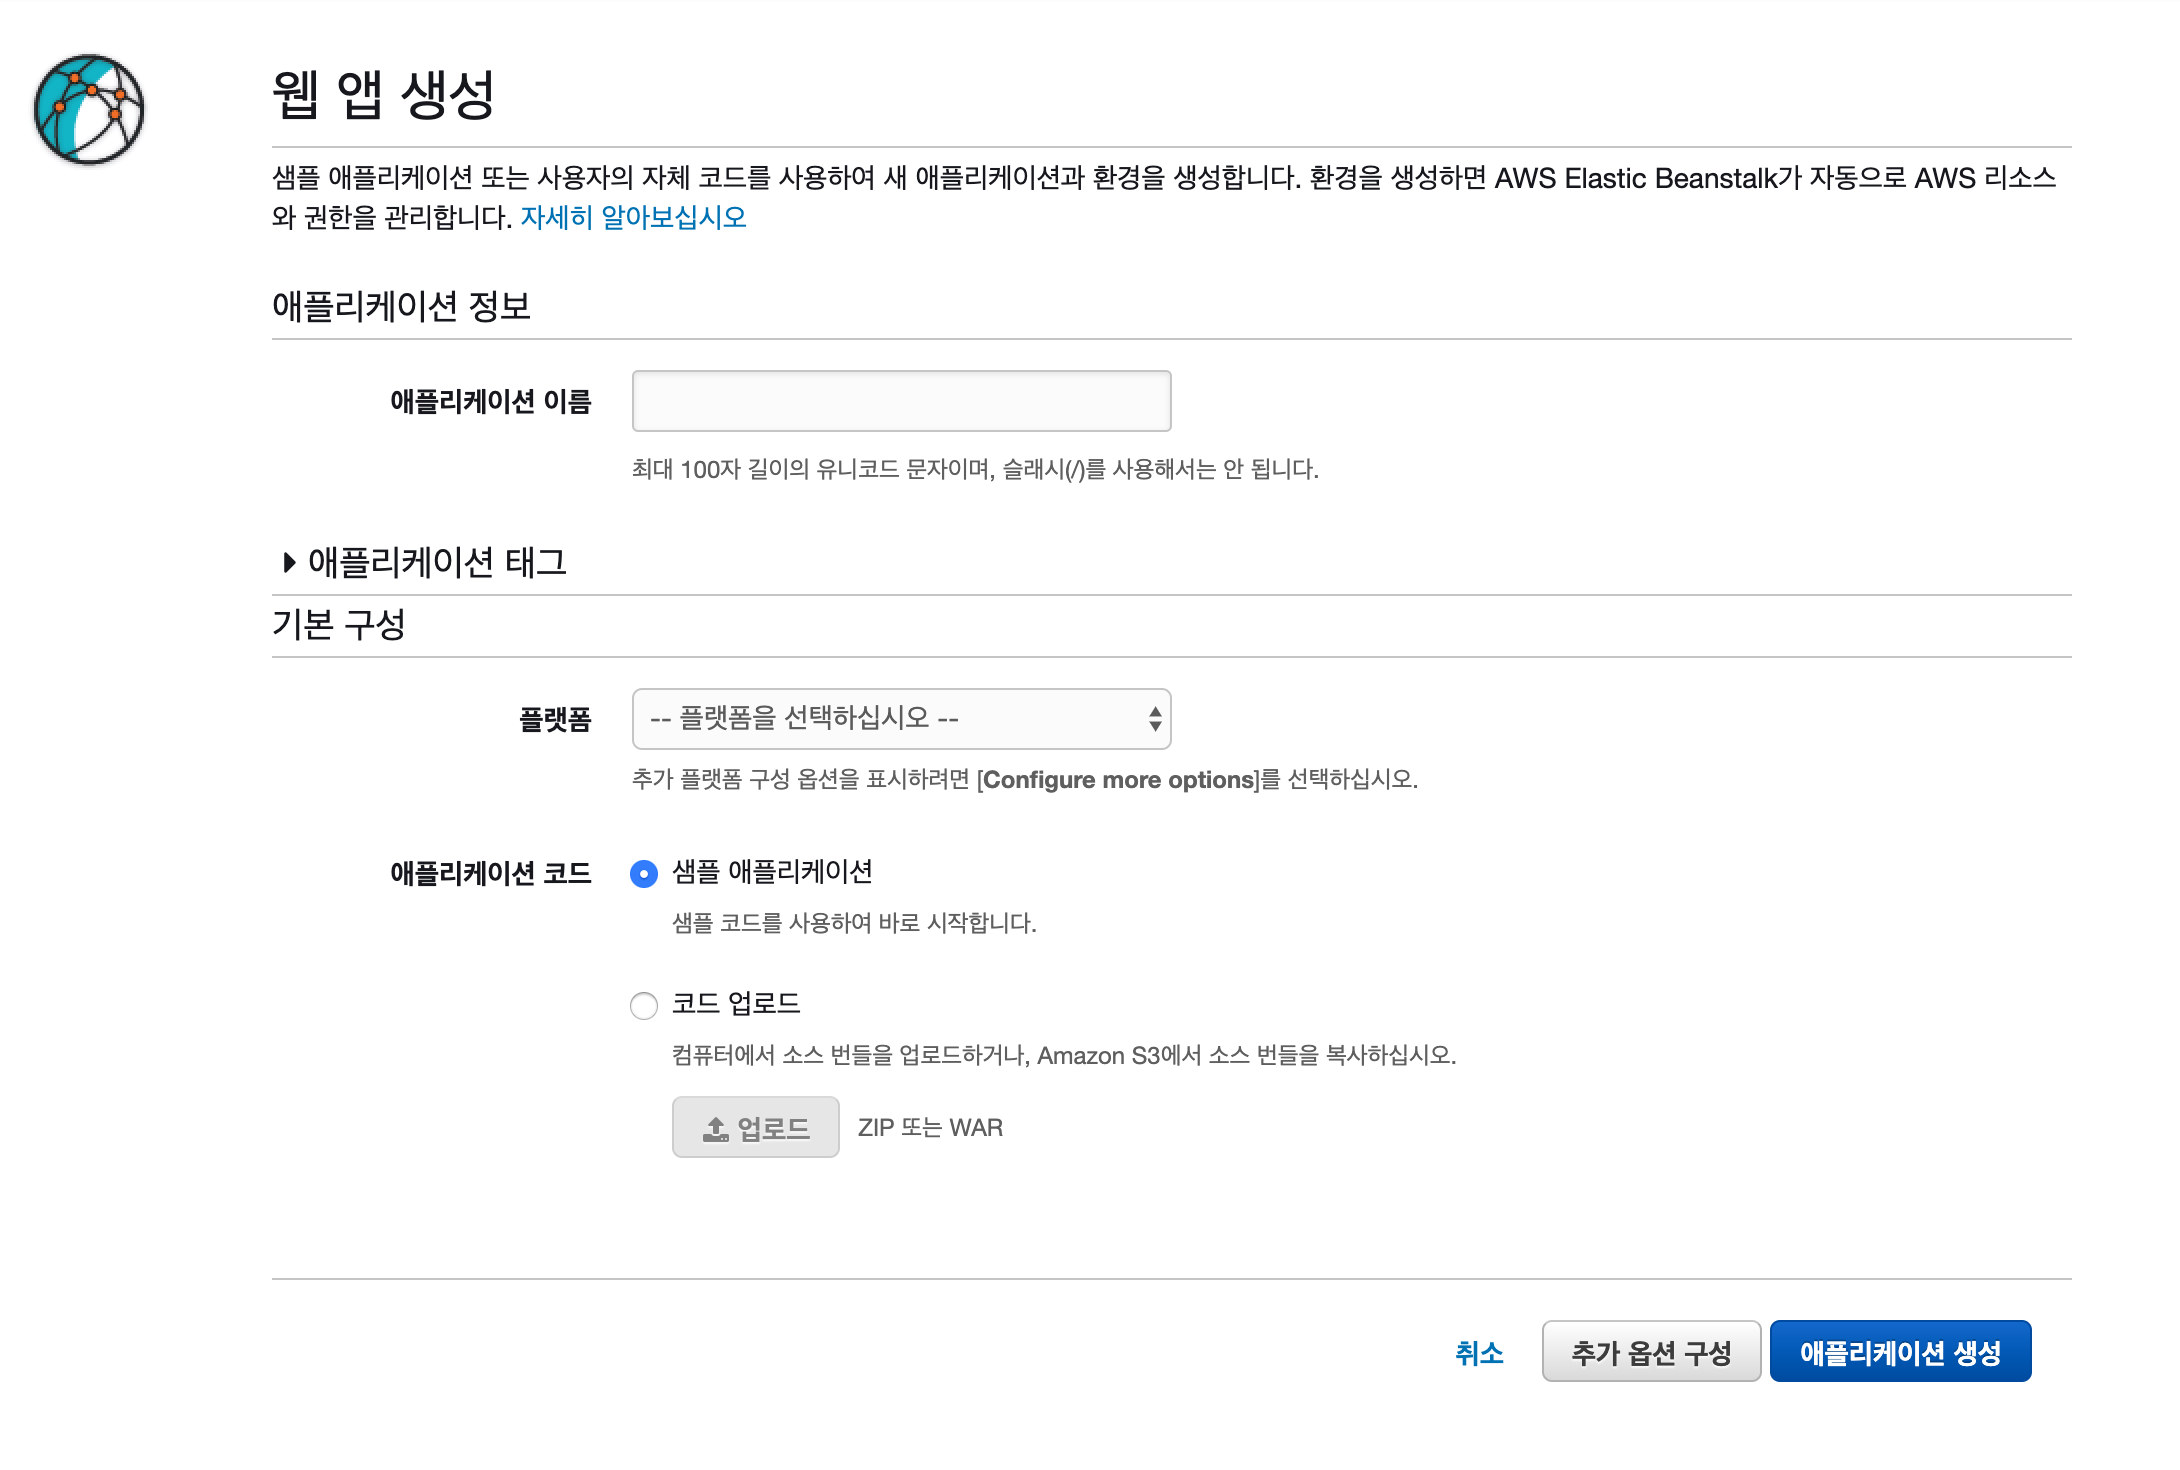 웹 앱 생성
샘플 애플리케이션 또는 사용자의 자체 코드를 사용하여 새 애플리케이션과 환경을 생성합니다. 환경을 생성하면 AWS Elastic Beanstalk가 자동으로 AWS 리소스
와 권한을 관리합니다. 자세히 알아보십시오
애플리케이션 정보
애플리케이션 이름
최대 100자 길이의 유니코드 문자이며, 슬래시(/)를 사용해서는 안 됩니다.
애플리케이션 태그
기본 구성
플랫폼
-- 플랫폼을 선택하십시오 --
추가 플랫폼 구성 옵션을 표시하려면 [Configure more options]를 선택하십시오.
애플리케이션 코드
샘플 애플리케이션
샘플 코드를 사용하여 바로 시작합니다.
코드 업로드
컴퓨터에서 소스 번들을 업로드하거나, Amazon S3에서 소스 번들을 복사하십시오.
업로드 ZIP 또는 WAR
취소 추가 옵션 구성 애플리케이션 생성